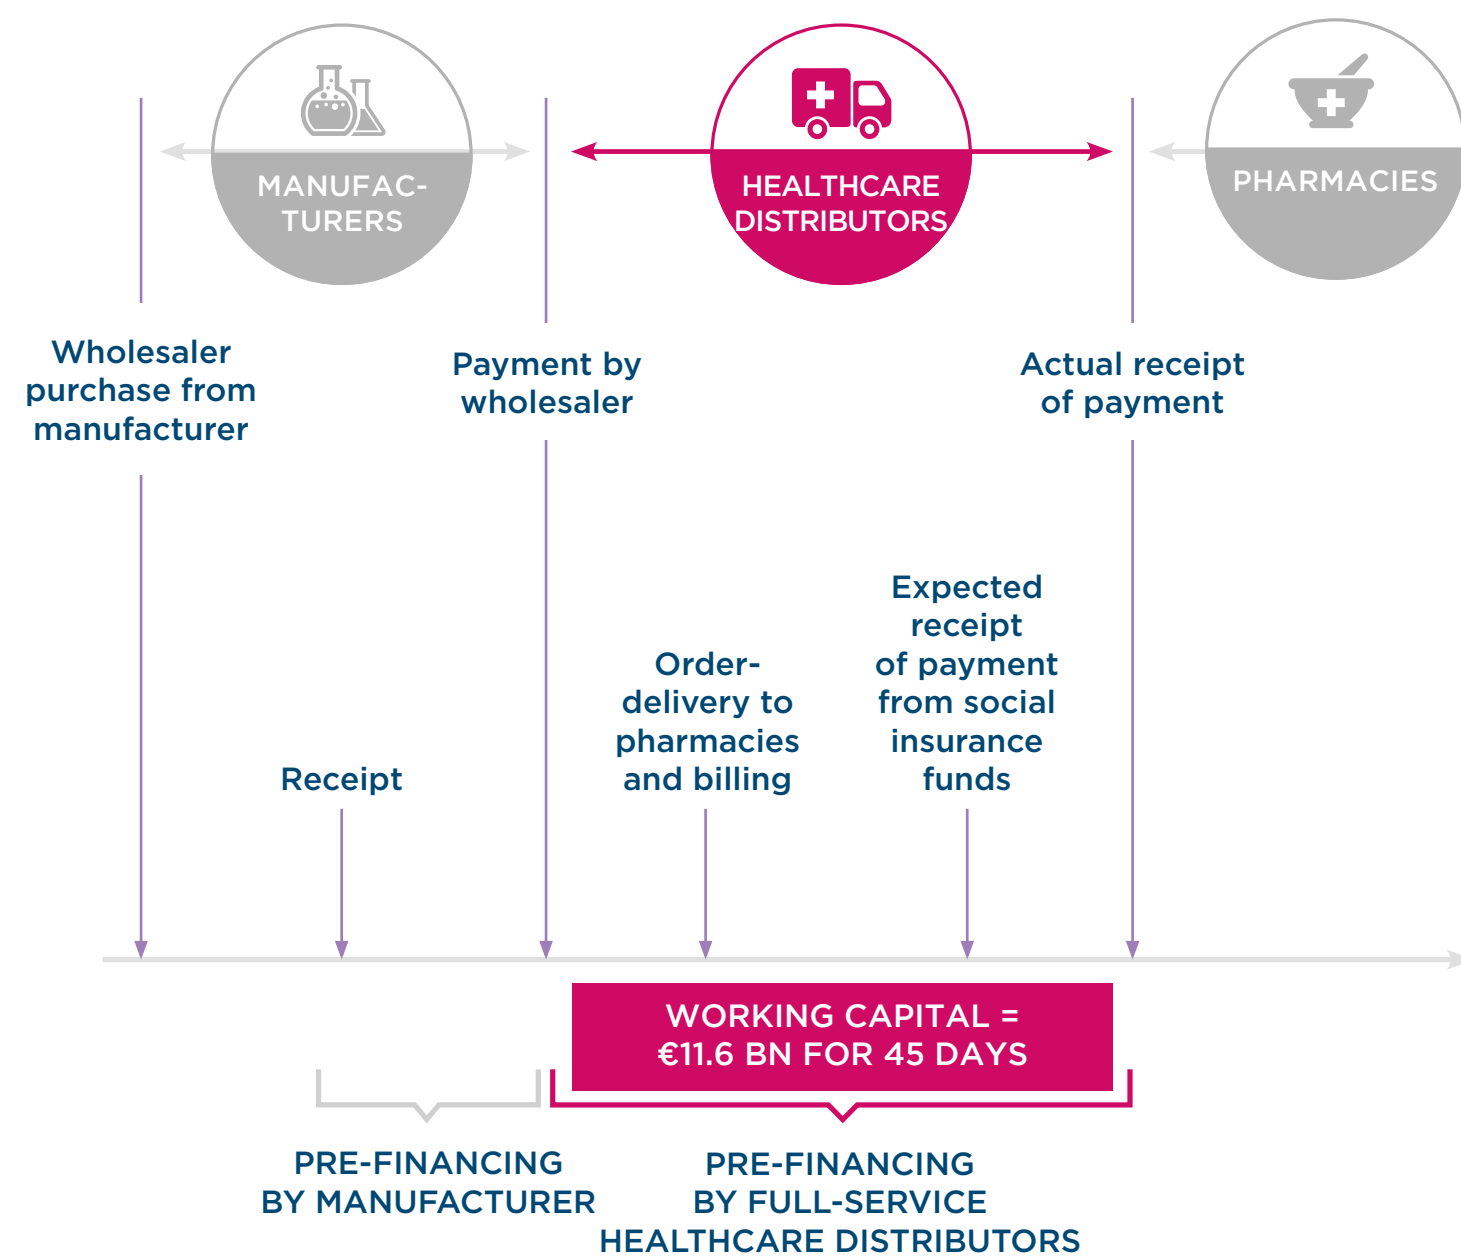 MANUFAC-
TURERS
HEALTHCARE
DISTRIBUTORS
PHARMACIES
Wholesaler
purchase from
manufacturer
Payment by
wholesaler
Actual receipt
of payment
Receipt
Order-
delivery to
pharmacies
and billing
Expected
receipt
of payment
from social
insurance
funds
WORKING CAPITAL =
€11.6 BN FOR 45 DAYS
PRE-FINANCING
BY MANUFACTURER
PRE-FINANCING
BY FULL-SERVICE
HEALTHCARE DISTRIBUTORS